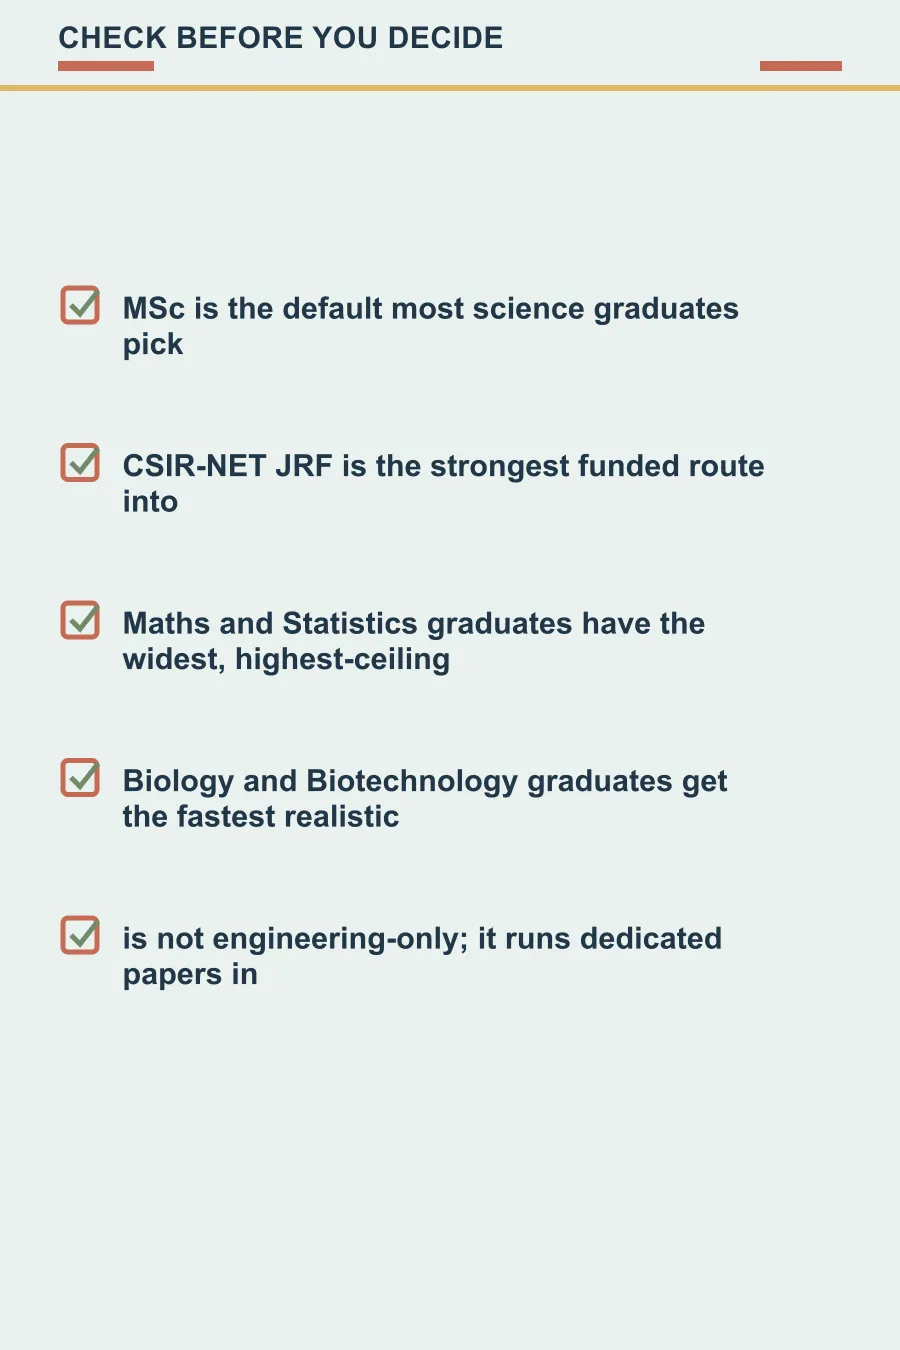 CHECK BEFORE YOU DECIDE
MSc is the default most science graduates
pick
CSIR-NET JRF is the strongest funded route
into
Maths and Statistics graduates have the
widest, highest-ceiling
Biology and Biotechnology graduates get
the fastest realistic
is not engineering-only; it runs dedicated
papers in